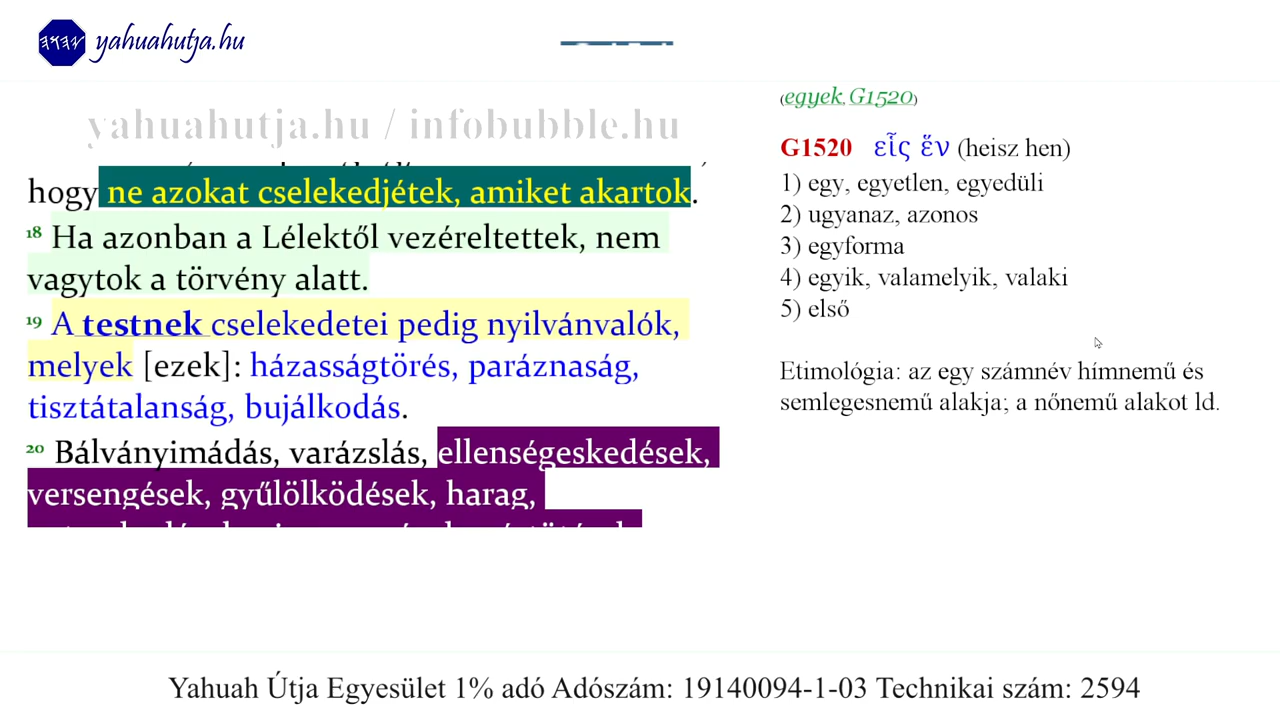 yahuahutja.hu
yahuahutja.hu / infobubble.hu
hogy ne azokat cselekedjétek, amiket akartok.
18 Ha azonban a Lélektől vezéreltettek, nem
vagytok a törvény alatt.
19 A testnek cselekedetei pedig nyilvánvalók,
melyek [ezek]: házasságtörés, paráznaság,
tisztátalanság, bujálkodás.
20 Bálványimádás, varázslás, ellenségeskedések,
versengések, gyűlölködések, harag,
(egyek, G1520)
G1520 εἷς ἕν (heisz hen)
1) egy, egyetlen, egyedüli
2) ugyanaz, azonos
3) egyforma
4) egyik, valamelyik, valaki
5) első
Etimológia: az egy számnév hímnemű és
semlegesnemű alakja; a nőnemű alakot ld.
Yahuah Útja Egyesület 1% adó Adószám: 19140094-1-03 Technikai szám: 2594